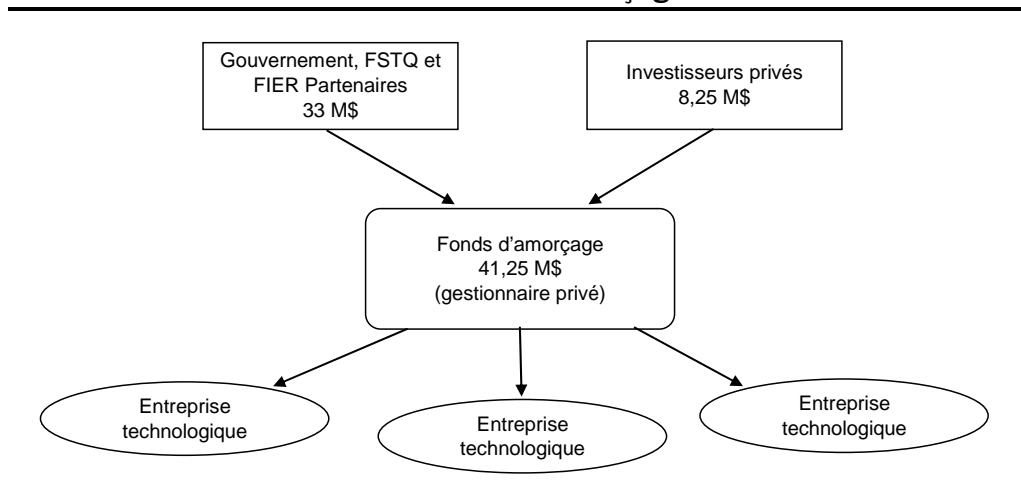 Gouvernement, FSTQ et
FIER Partenaires
33 M$
Investisseurs privés
8,25 M$
Fonds d'amorçage
41,25 M$
(gestionnaire privé)
Entreprise
technologique
Entreprise
technologique
Entreprise
technologique